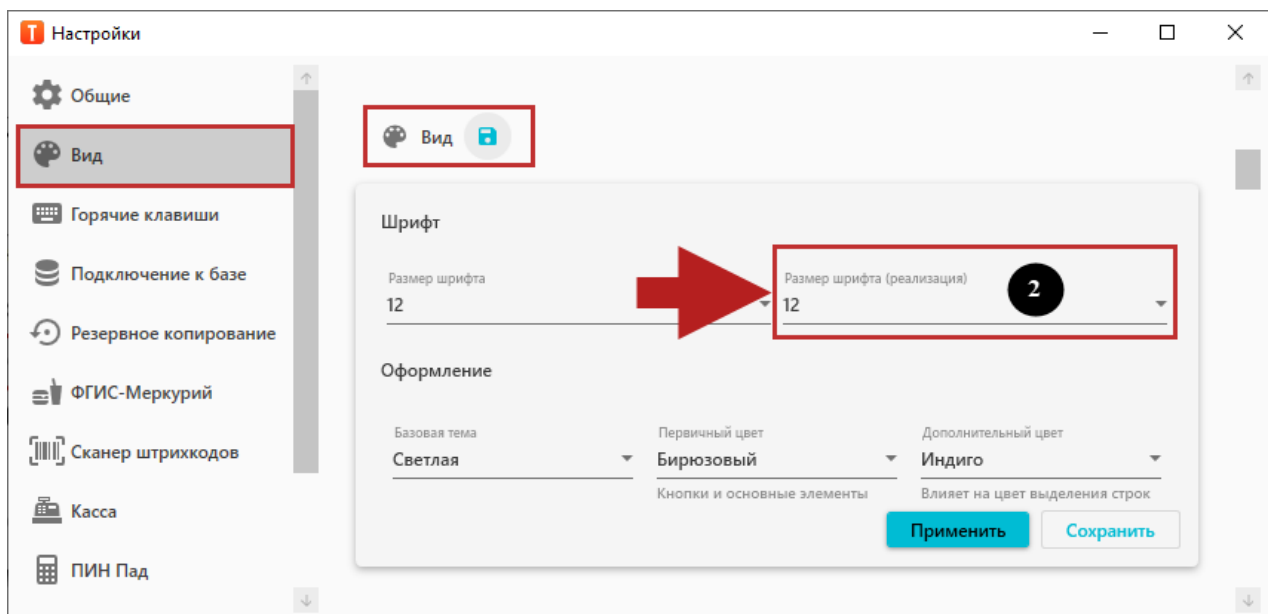 Настройки
Общие
Вид
Горячие клавиши
Подключение к базе
Резервное копирование
ФГИС-Меркурий
Сканер штрихкодов
Касса
ПИН Пад
Вид
Шрифт
Размер шрифта
12
Размер шрифта (реализация)
12
2
Оформление
Базовая тема
Светлая
Первичный цвет
Бирюзовый
Кнопки и основные элементы
Дополнительный цвет
Индиго
Влияет на цвет выделения строк
Применить
Сохранить